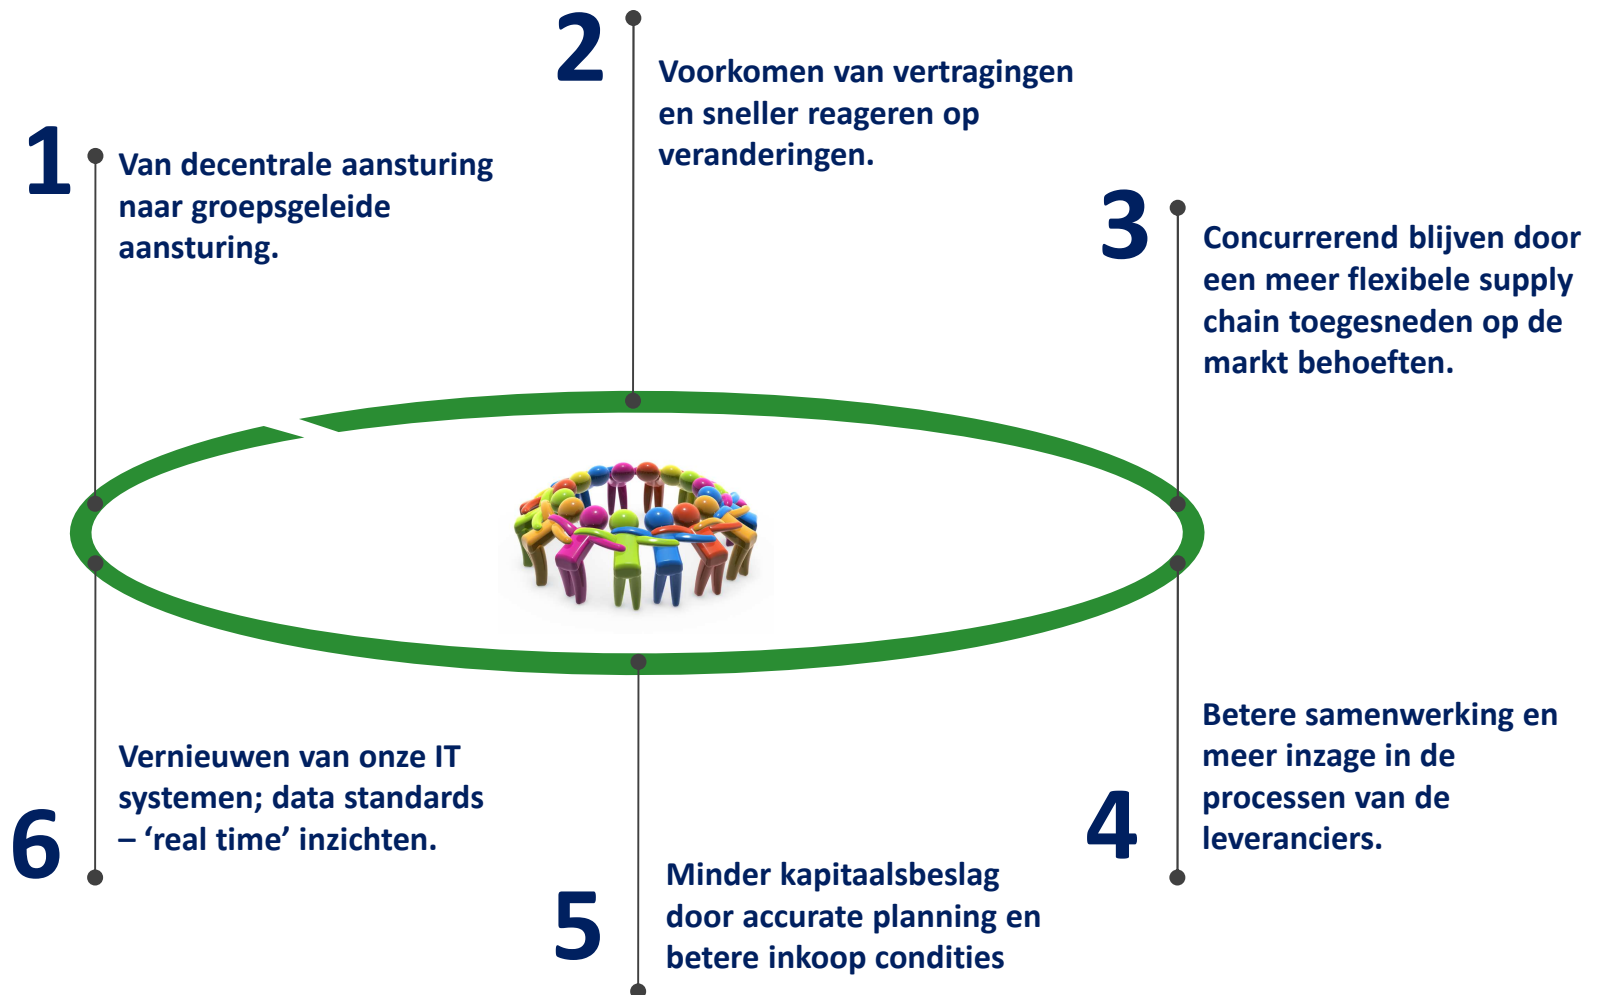 1
Van decentrale aansturing
naar groepsgeleide
aansturing.
2
Voorkomen van vertragingen
en sneller reageren op
veranderingen.
3
Concurrerend blijven door
een meer flexibele supply
chain toegesneden op de
markt behoeften.
4
Betere samenwerking en
meer inzage in de
processen van de
leveranciers.
5
Minder kapitaalsbeslag
door accurate planning en
betere inkoop condities
6
Vernieuwen van onze IT
systemen; data standards
– ‘real time’ inzichten.